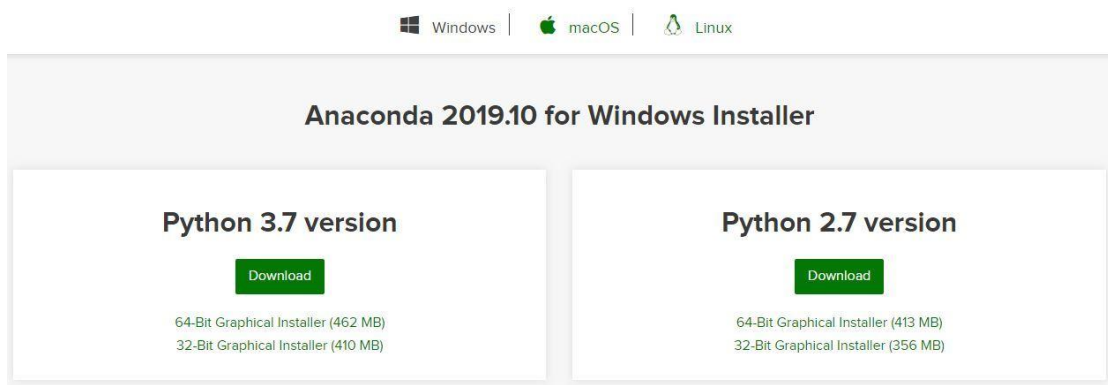 Windows | macOS | Linux
Anaconda 2019.10 for Windows Installer
Python 3.7 version
Download
64-Bit Graphical Installer (462 MB)
32-Bit Graphical Installer (410 MB)
Python 2.7 version
Download
64-Bit Graphical Installer (413 MB)
32-Bit Graphical Installer (356 MB)